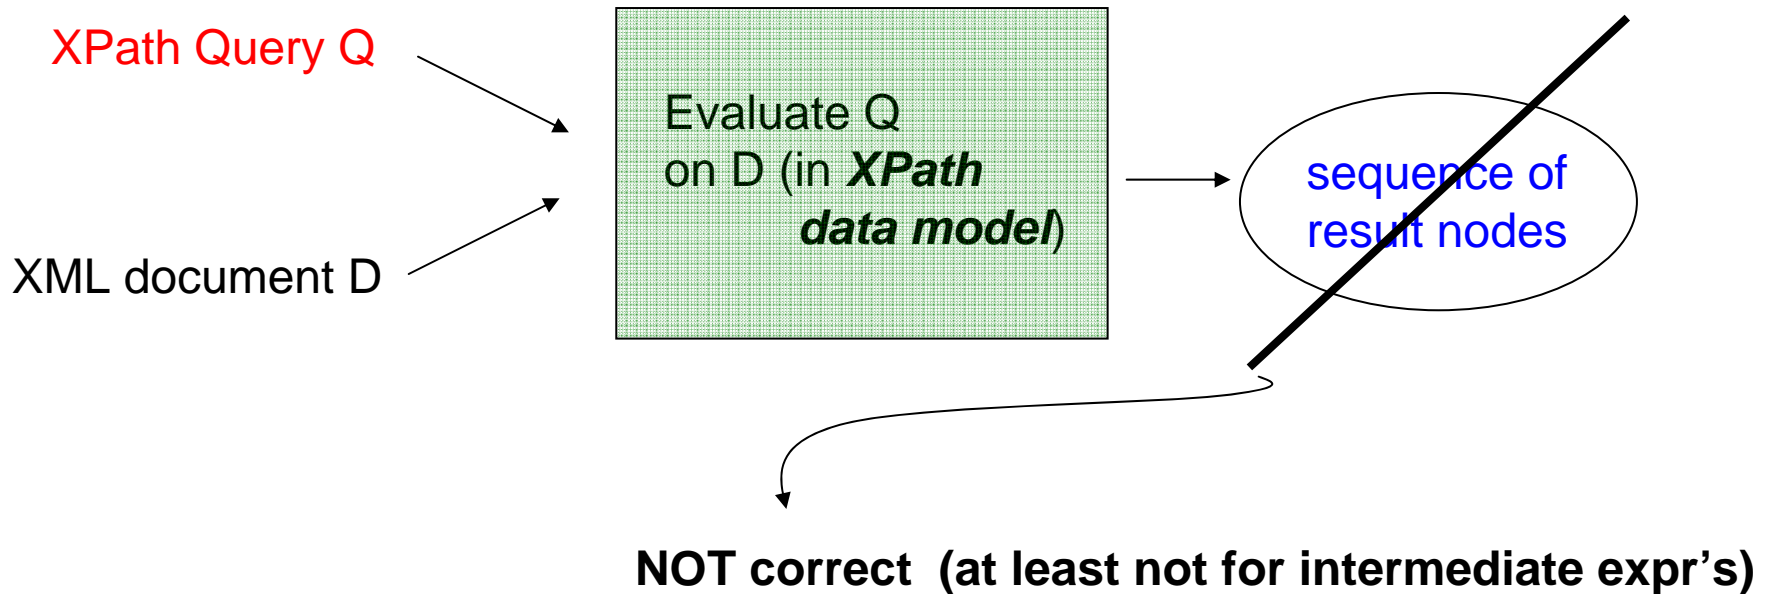 XPath Query Q
XML document D
Evaluate Q
on D (in XPath
data model)
sequence of
result nodes
NOT correct (at least not for intermediate expr’s)